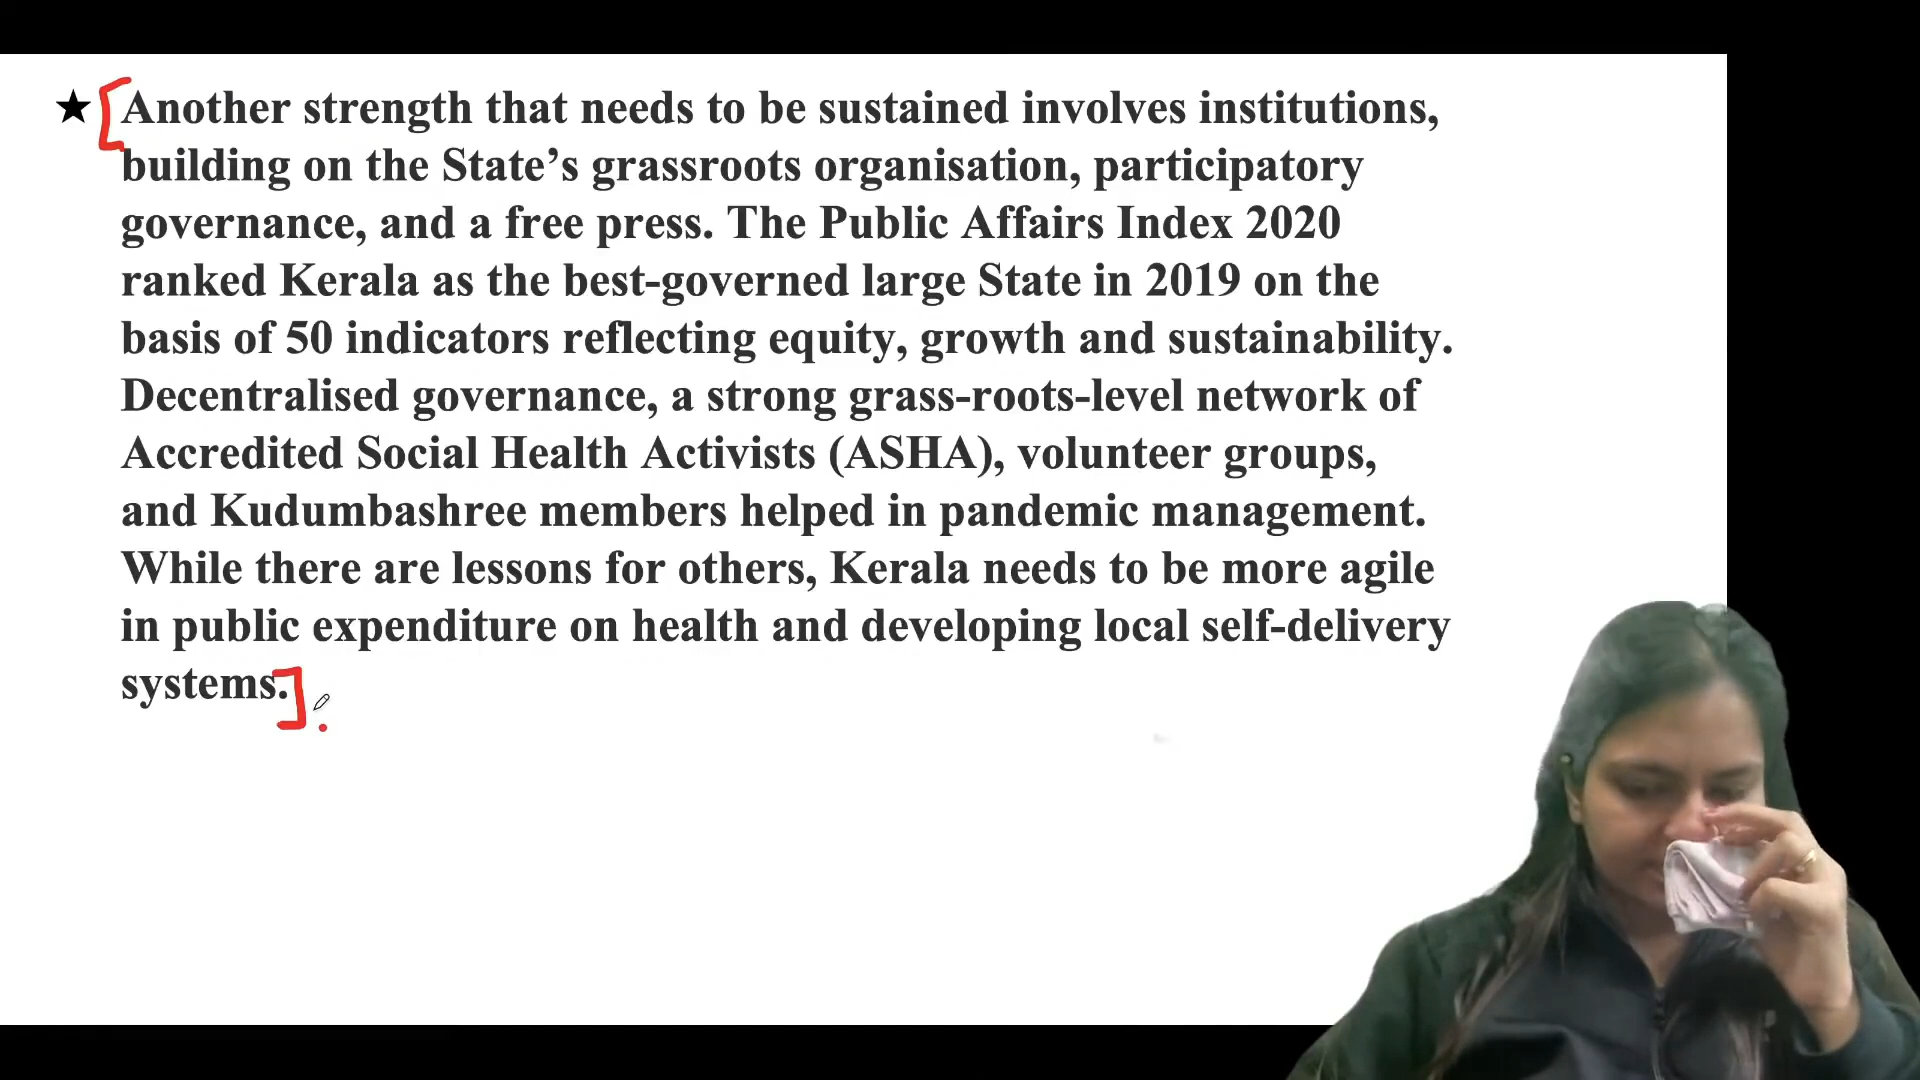 ★ Another strength that needs to be sustained involves institutions,
building on the State’s grassroots organisation, participatory
governance, and a free press. The Public Affairs Index 2020
ranked Kerala as the best-governed large State in 2019 on the
basis of 50 indicators reflecting equity, growth and sustainability.
Decentralised governance, a strong grass-roots-level network of
Accredited Social Health Activists (ASHA), volunteer groups,
and Kudumbashree members helped in pandemic management.
While there are lessons for others, Kerala needs to be more agile
in public expenditure on health and developing local self-delivery
systems.